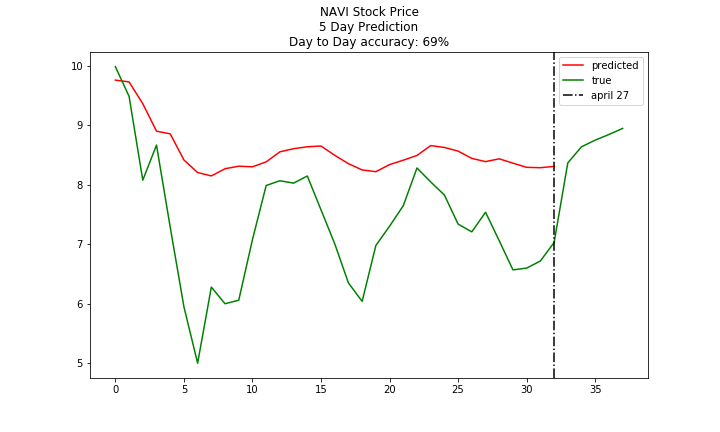 NAVI Stock Price
5 Day Prediction
Day to Day accuracy: 69%
predicted
true
april 27
10
9
8
7
6
5
0 5 10 15 20 25 30 35